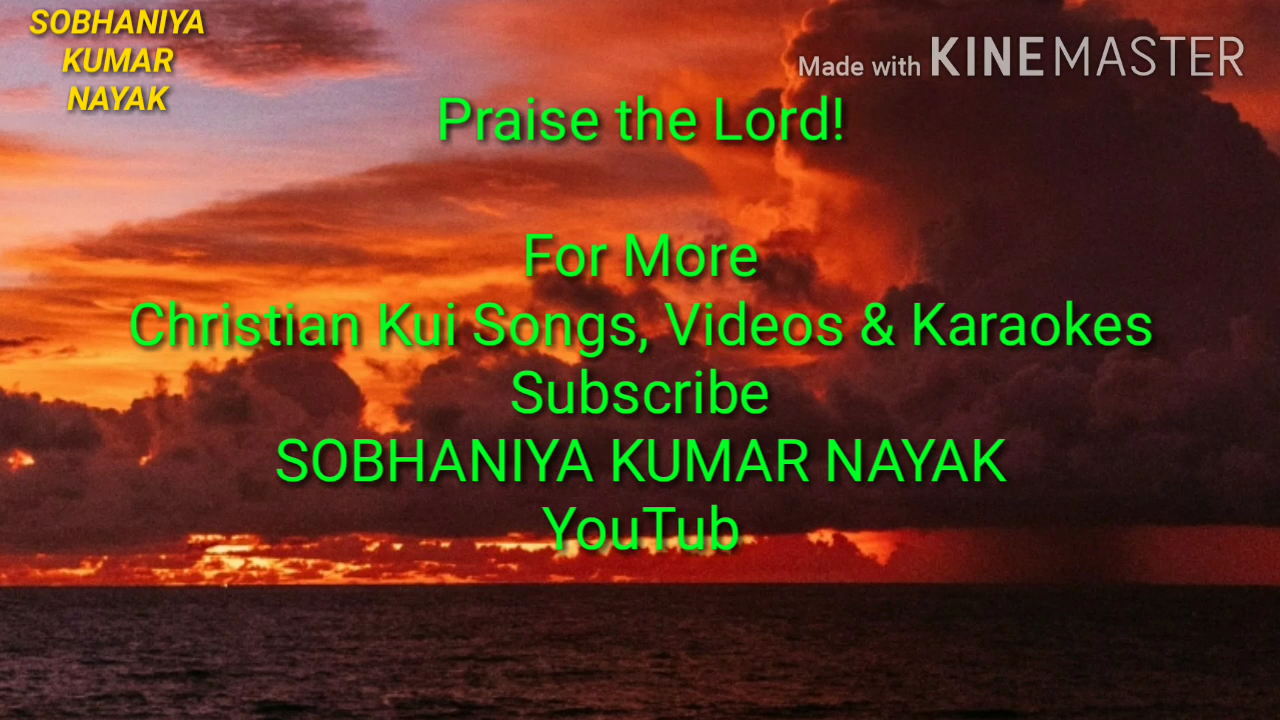 SOBHANIYA
KUMAR
NAYAK
Made with KINEMASTER
Praise the Lord!
For More
Christian Kui Songs, Videos & Karaokes
Subscribe
SOBHANIYA KUMAR NAYAK
YouTub